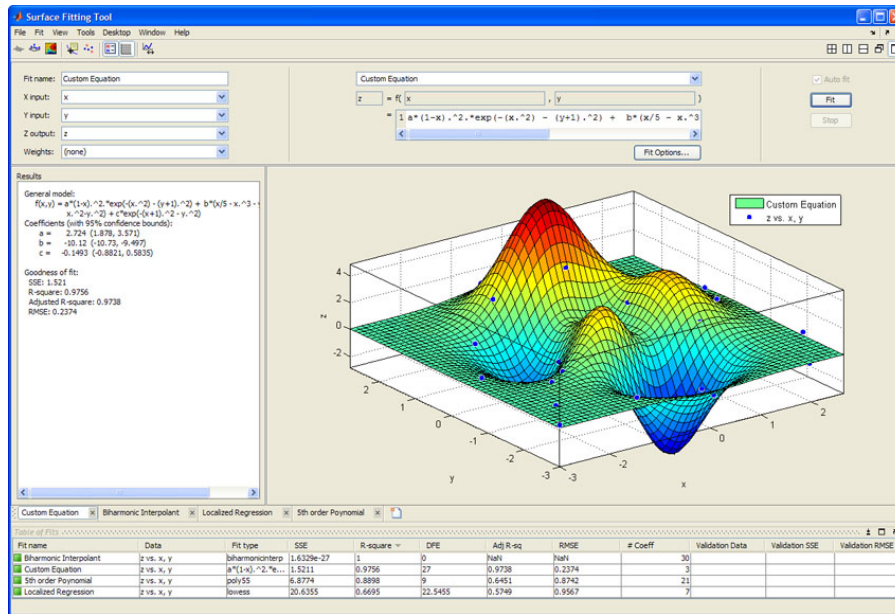 Surface Fitting Tool
File Fit View Tools Desktop Window Help
Fit name: Custom Equation
X input: x
Y input: y
Z output: z
Weights: (none)
Custom Equation
z = f( x , y )
= 1 a*(1-x).^2.*exp(-(x.^2) - (y+1).^2) + b*(x/5 - x.^3
Fit Options...
Auto fit
Fit
Stop
Results
General model:
f(x,y) = a*(1-x).^2.*exp(-(x.^2) - (y+1).^2) + b*(x/5 - x.^3 -
x.^2-y.^2) + c*exp(-(x+1).^2 - y.^2)
Coefficients (with 95% confidence bounds):
a = 2.724 (1.878, 3.571)
b = -10.12 (-10.73, -9.497)
c = -0.1493 (-0.8821, 0.5835)
Goodness of fit:
SSE: 1.521
R-square: 0.9756
Adjusted R-square: 0.9738
RMSE: 0.2374
Custom Equation
z vs. x, y
4
2
0
-2
z
2
1
0
-1
-2
-3
y
-3
-2
0
1
2
x
Custom Equation Biharmonic Interpolant Localized Regression 5th order Poynomial
Table of Fits
Fit name Data Fit type SSE R-square DFE Adj R-sq RMSE # Coeff Validation Data Validation SSE Validation RMSE
Biharmonic Interpolant z vs. x, y biharmonicinterp 1.6329e-27 1 0 NaN NaN 30
Custom Equation z vs. x, y a*(1-x).^2.*e... 1.5211 0.9756 27 0.9738 0.2374 3
5th order Poynomial z vs. x, y poly55 6.8774 0.8898 9 0.6451 0.8742 21
Localized Regression z vs. x, y lowess 20.6355 0.6695 22.5455 0.5749 0.9567 7